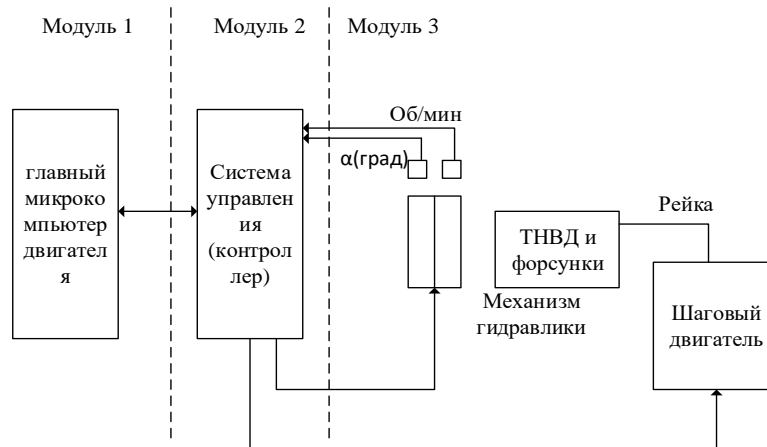 Модуль 1
Модуль 2
Модуль 3
главный
микроко
мпьютер
двигател
я
Система
управлен
ия
(контрол
лер)
Об/мин
α(град)
ТНВД и
форсунки
Механизм
гидравлики
Рейка
Шаговый
двигатель